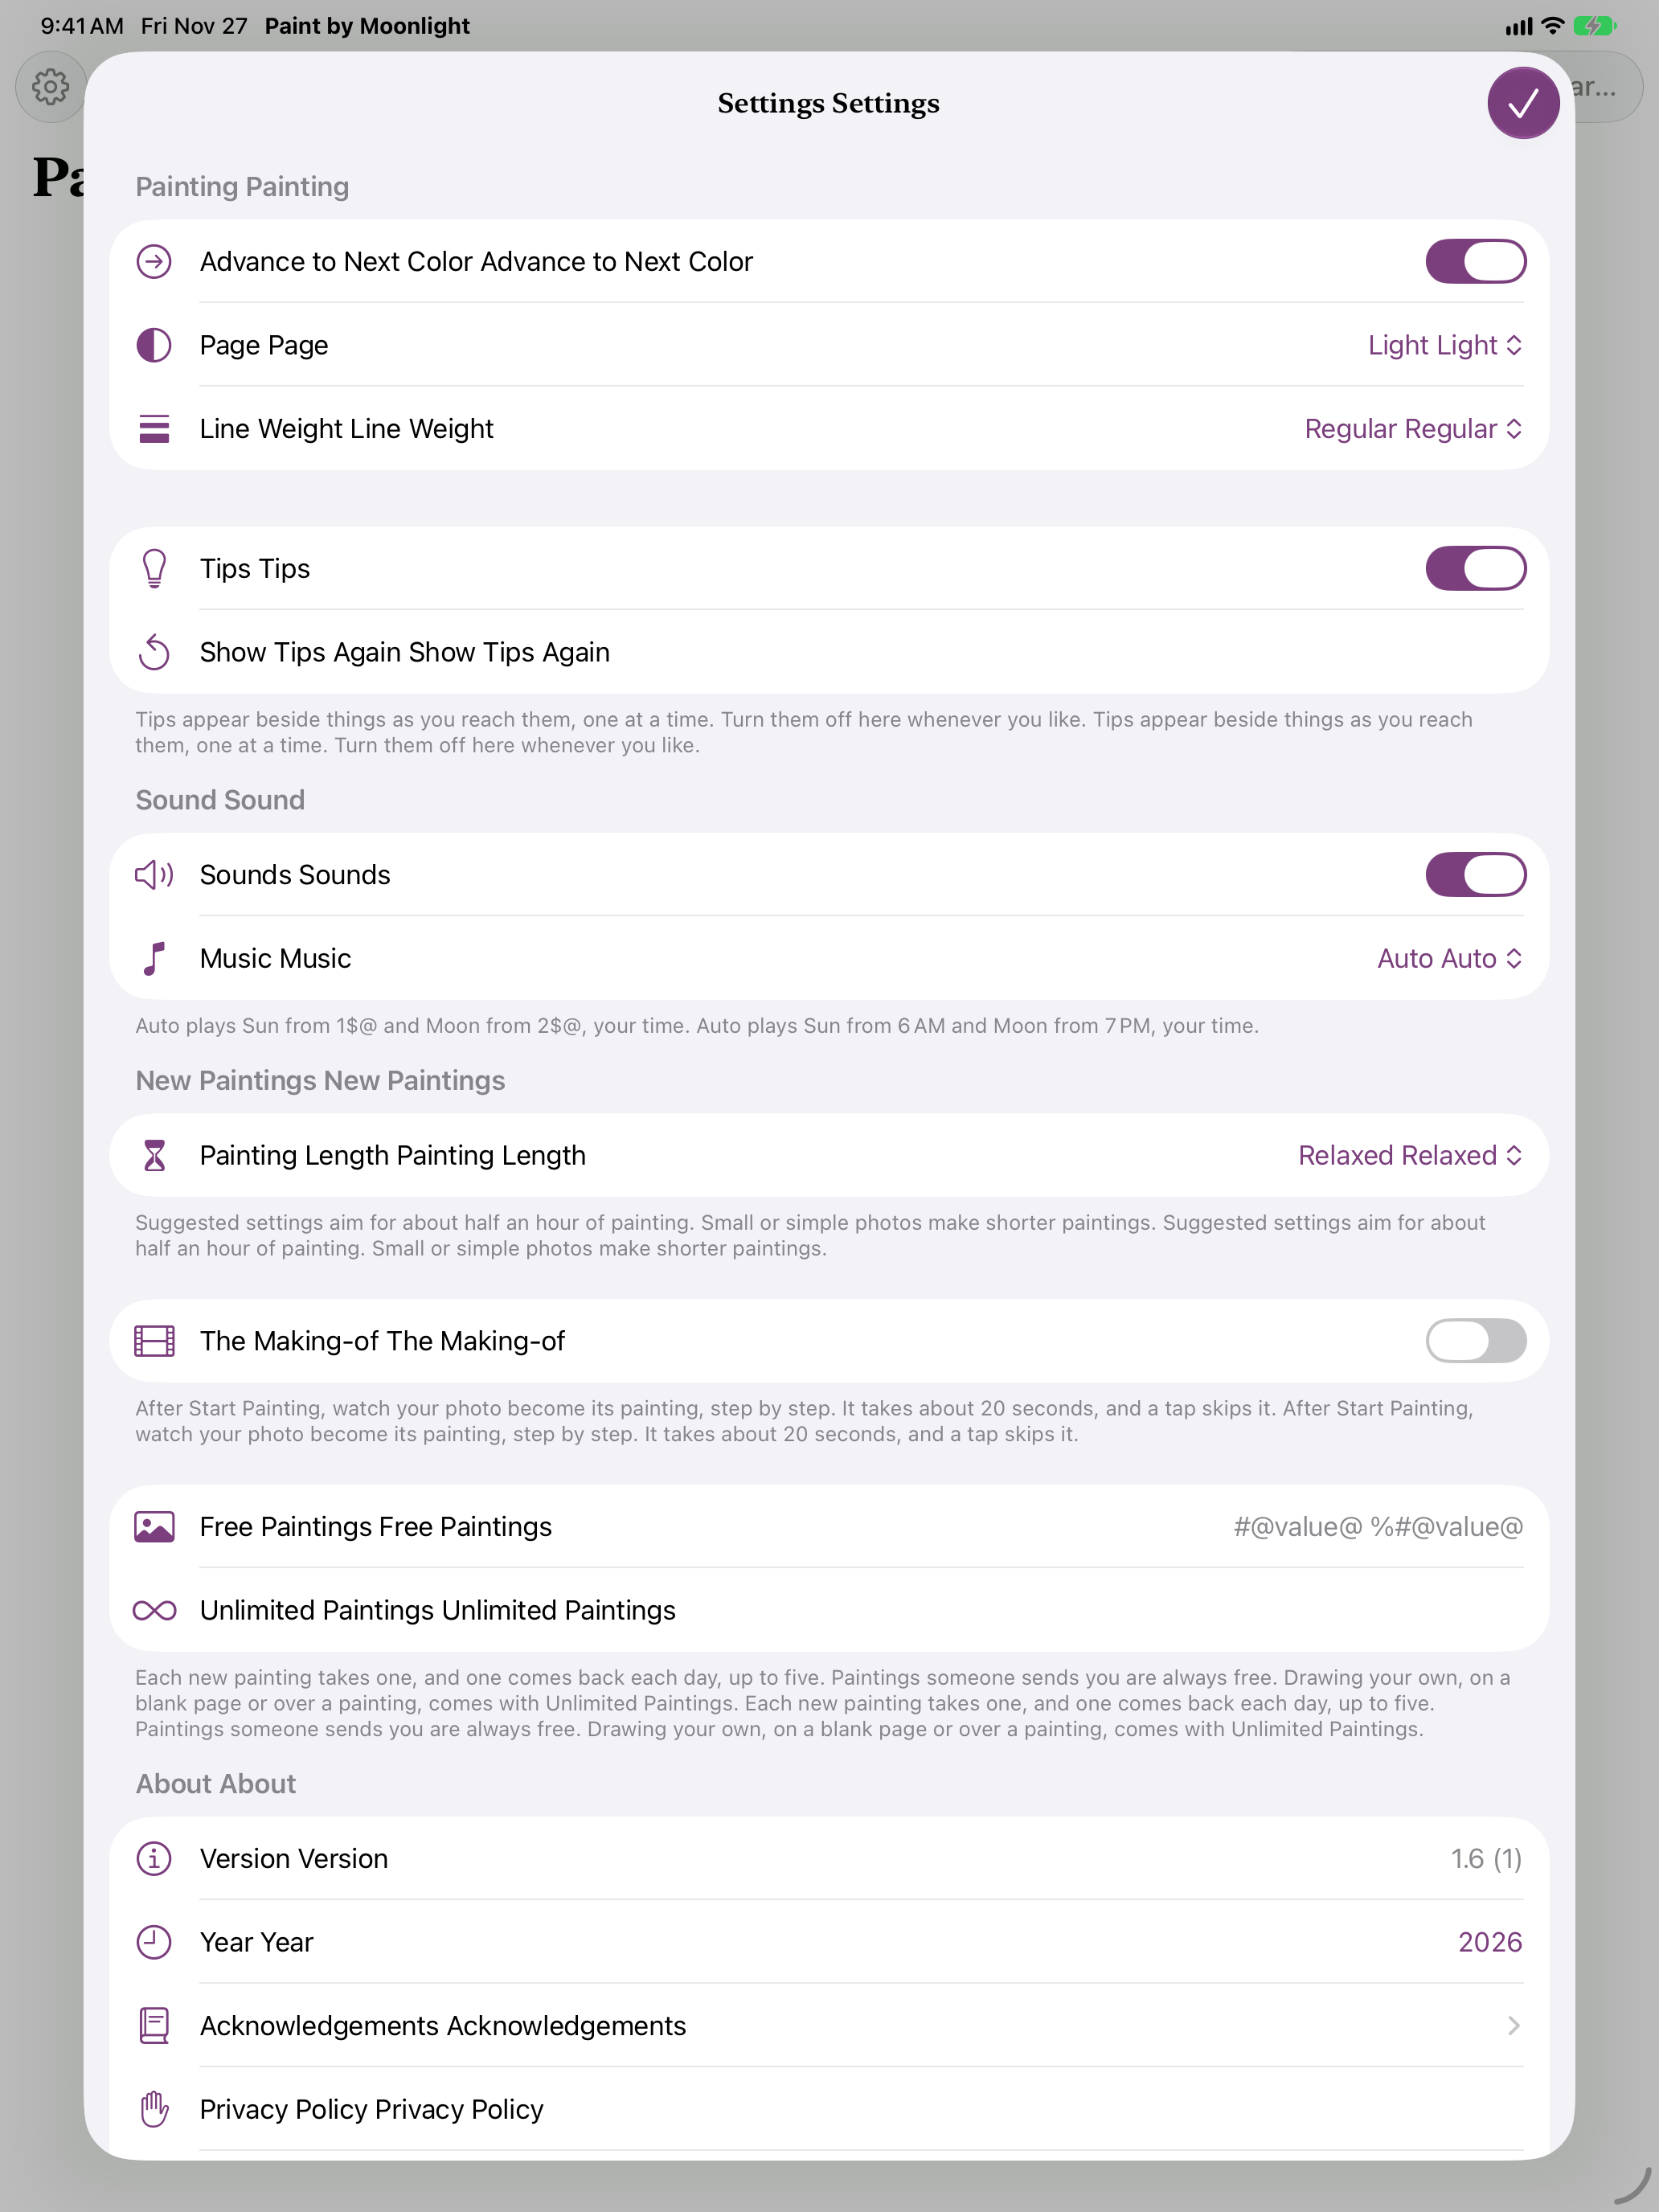 9:41 AM Fri Nov 27 Paint by Moonlight
ar...
Settings Settings
Pa
Painting Painting
Advance to Next Color Advance to Next Color
Page Page
Light Light
Line Weight Line Weight
Regular Regular
Tips Tips
Show Tips Again Show Tips Again
Tips appear beside things as you reach them, one at a time. Turn them off here whenever you like. Tips appear beside things as you reach
them, one at a time. Turn them off here whenever you like.
Sound Sound
Sounds Sounds
Music Music
Auto Auto
Auto plays Sun from 1$@ and Moon from 2$@, your time. Auto plays Sun from 6 AM and Moon from 7 PM, your time.
New Paintings New Paintings
Painting Length Painting Length
Relaxed Relaxed
Suggested settings aim for about half an hour of painting. Small or simple photos make shorter paintings. Suggested settings aim for about
half an hour of painting. Small or simple photos make shorter paintings.
The Making-of The Making-of
After Start Painting, watch your photo become its painting, step by step. It takes about 20 seconds, and a tap skips it. After Start Painting,
watch your photo become its painting, step by step. It takes about 20 seconds, and a tap skips it.
Free Paintings Free Paintings
#@value@ %#@value@
Unlimited Paintings Unlimited Paintings
Each new painting takes one, and one comes back each day, up to five. Paintings someone sends you are always free. Drawing your own, on a
blank page or over a painting, comes with Unlimited Paintings. Each new painting takes one, and one comes back each day, up to five.
Paintings someone sends you are always free. Drawing your own, on a blank page or over a painting, comes with Unlimited Paintings.
About About
Version Version
1.6 (1)
Year Year
2026
Acknowledgements Acknowledgements
Privacy Policy Privacy Policy